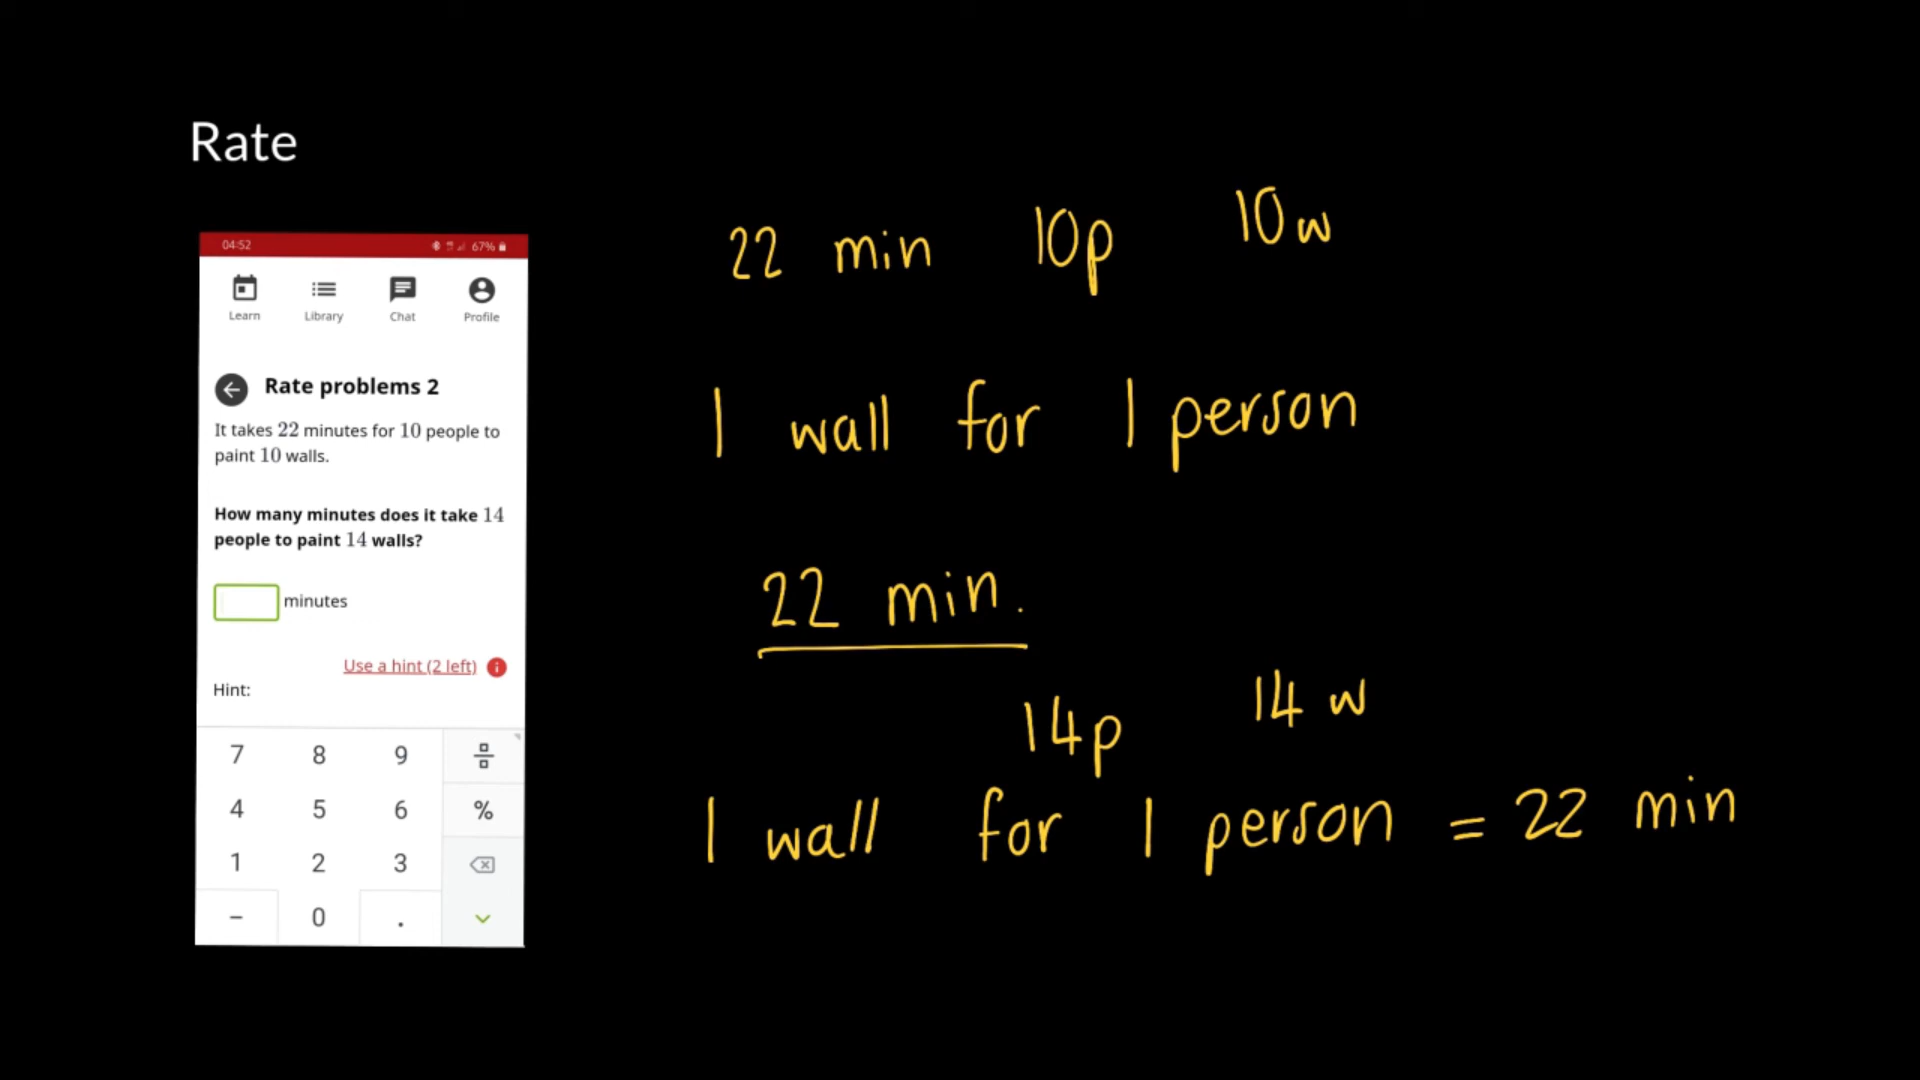 Rate
04:52 67%
Learn Library Chat Profile
Rate problems 2
It takes 22 minutes for 10 people to
paint 10 walls.
How many minutes does it take 14
people to paint 14 walls?
minutes
Use a hint (2 left) i
Hint:
7 8 9
4 5 6 %
1 2 3
- 0 .
22 min 10p 10w
1 wall for 1 person
22 min.
14p 14 w
1 wall for 1 person = 22 min